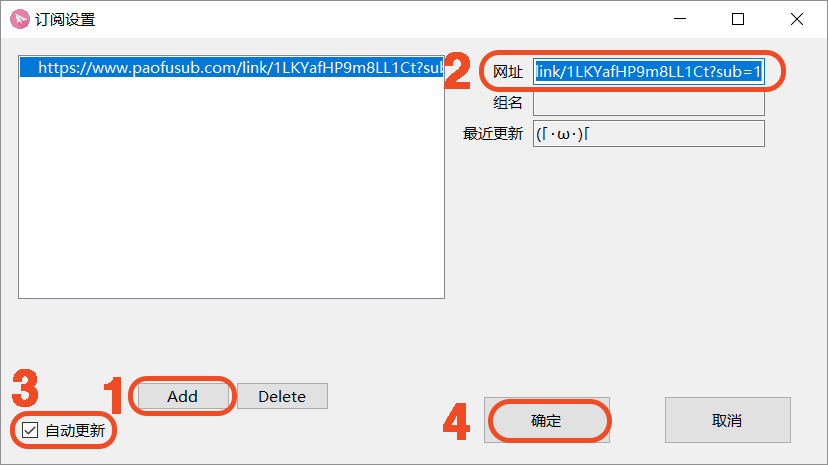 订阅设置
https://www.paofusub.com/link/1LKYafHP9m8LL1Ct?sub
2
网址
link/1LKYafHP9m8LL1Ct?sub=1
组名
最近更新
(「･ω･)「
3
1
Add
Delete
自动更新
4
确定
取消